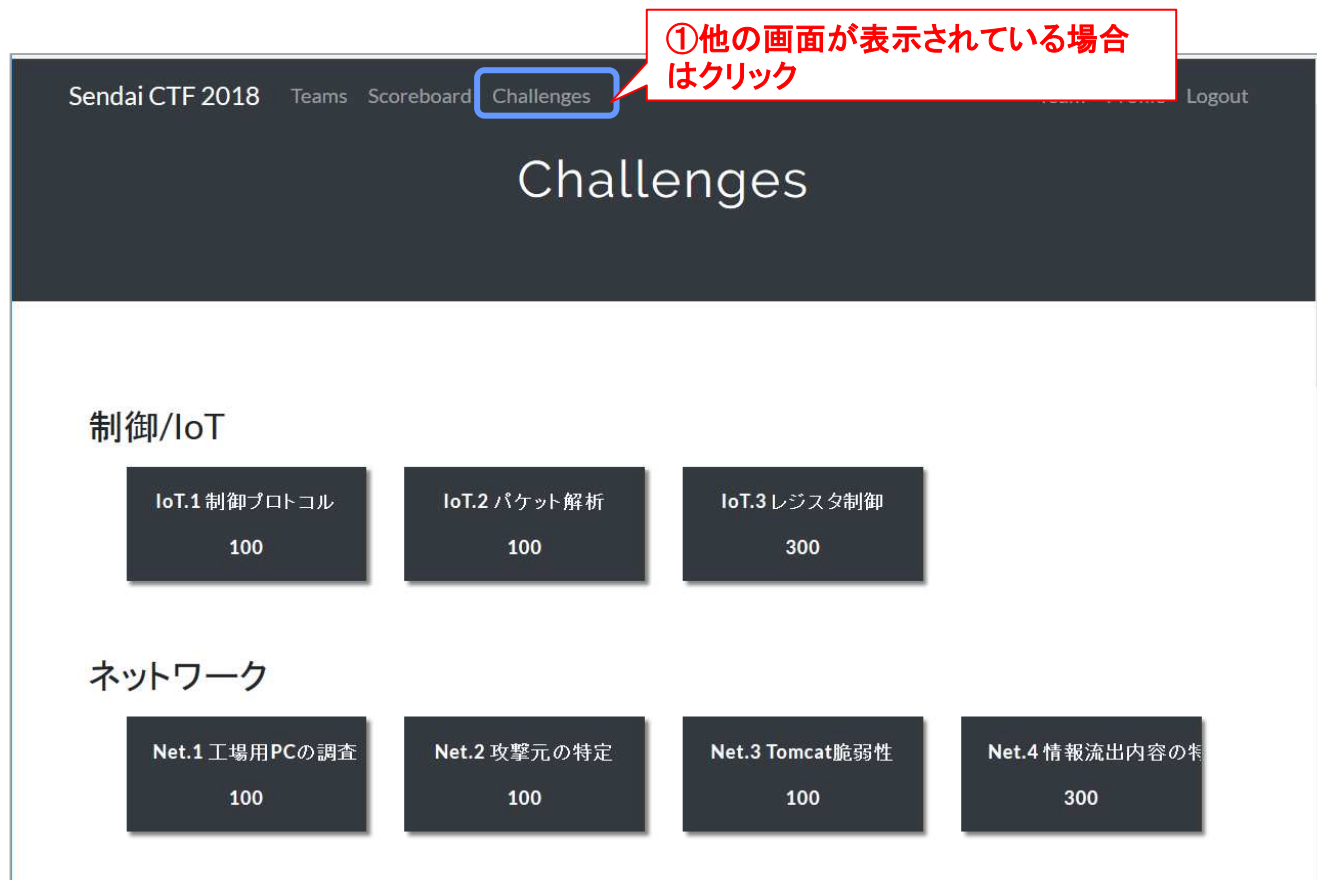 ①他の画面が表示されている場合
はクリック
Sendai CTF 2018 Teams Scoreboard Challenges Logout
Challenges
制御/IoT
IoT.1 制御プロトコル
100
IoT.2 パケット解析
100
IoT.3 レジスタ制御
300
ネットワーク
Net.1 工場用PCの調査
100
Net.2 攻撃元の特定
100
Net.3 Tomcat脆弱性
100
Net.4 情報流出内容の
300